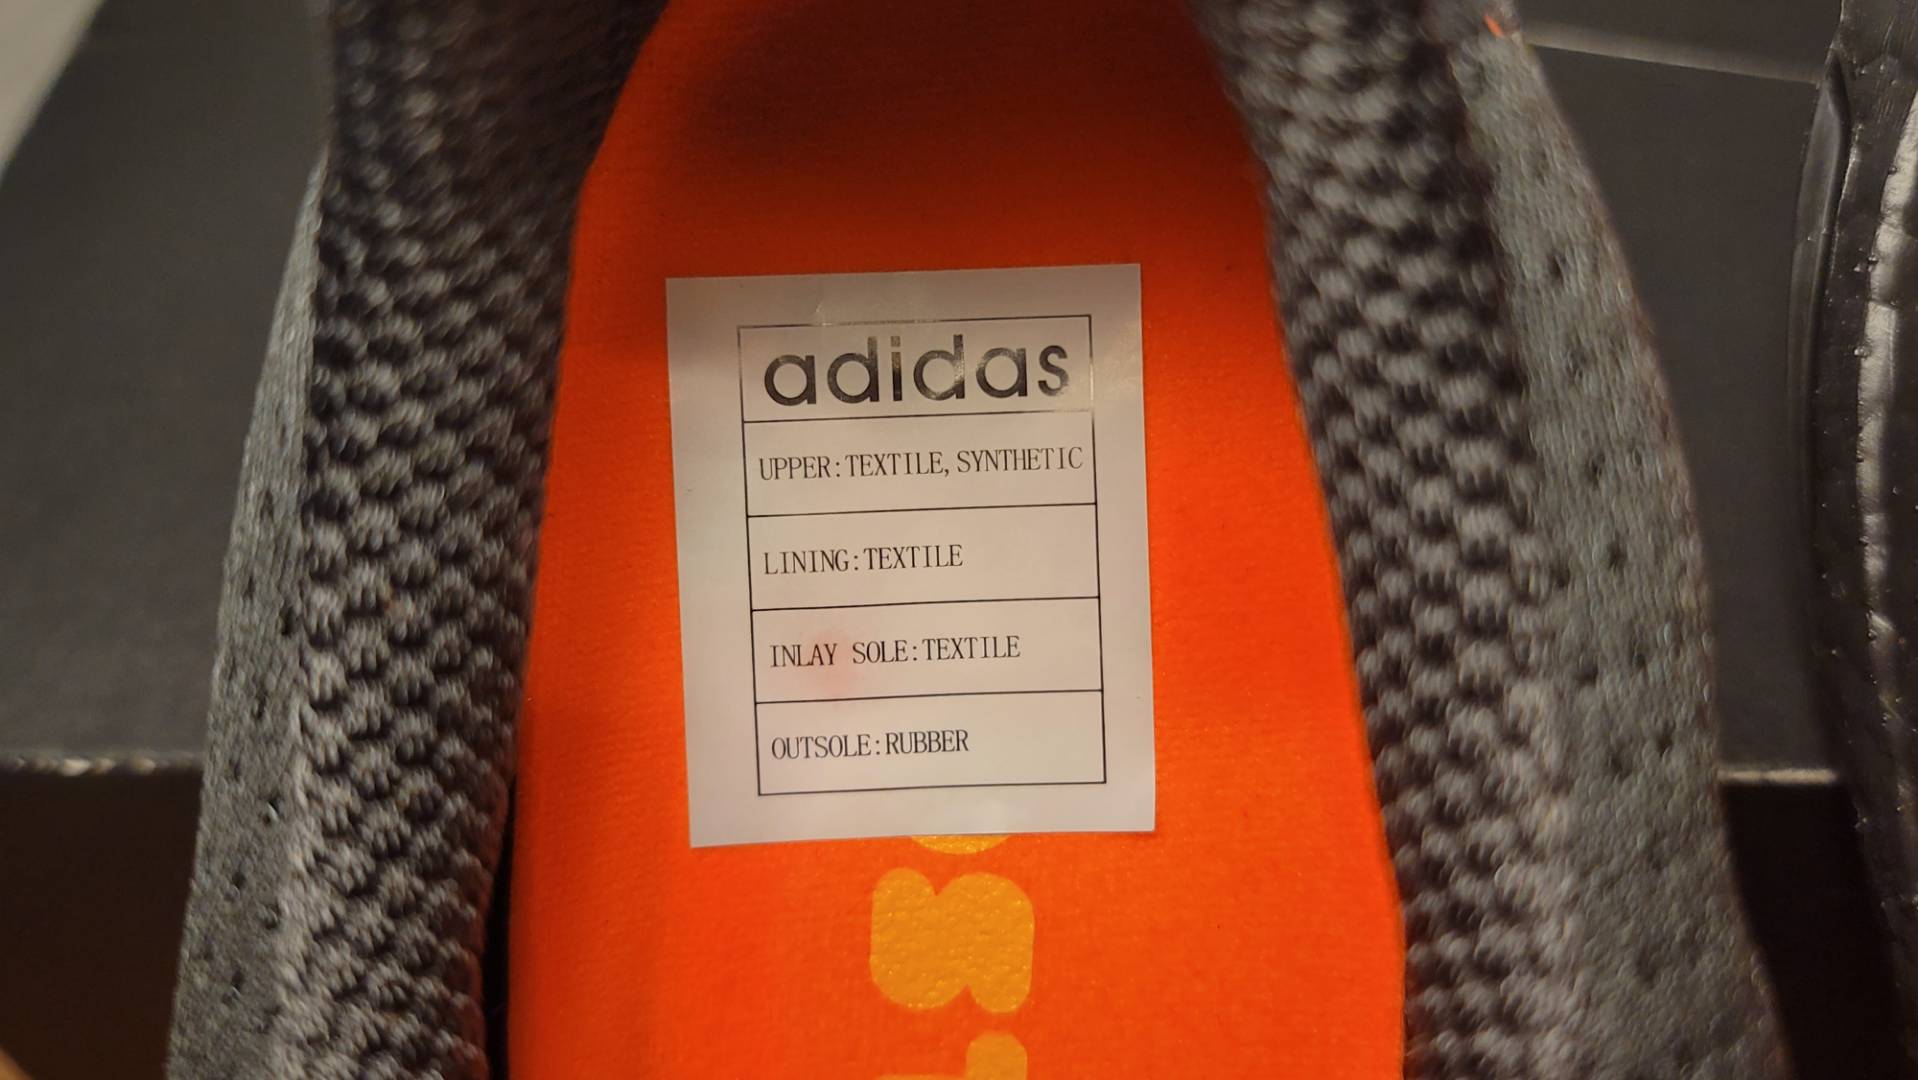 adidas
UPPER:TEXTILE, SYNTHETIC
LINING:TEXTILE
INLAY SOLE:TEXTILE
OUTSOLE:RUBBER